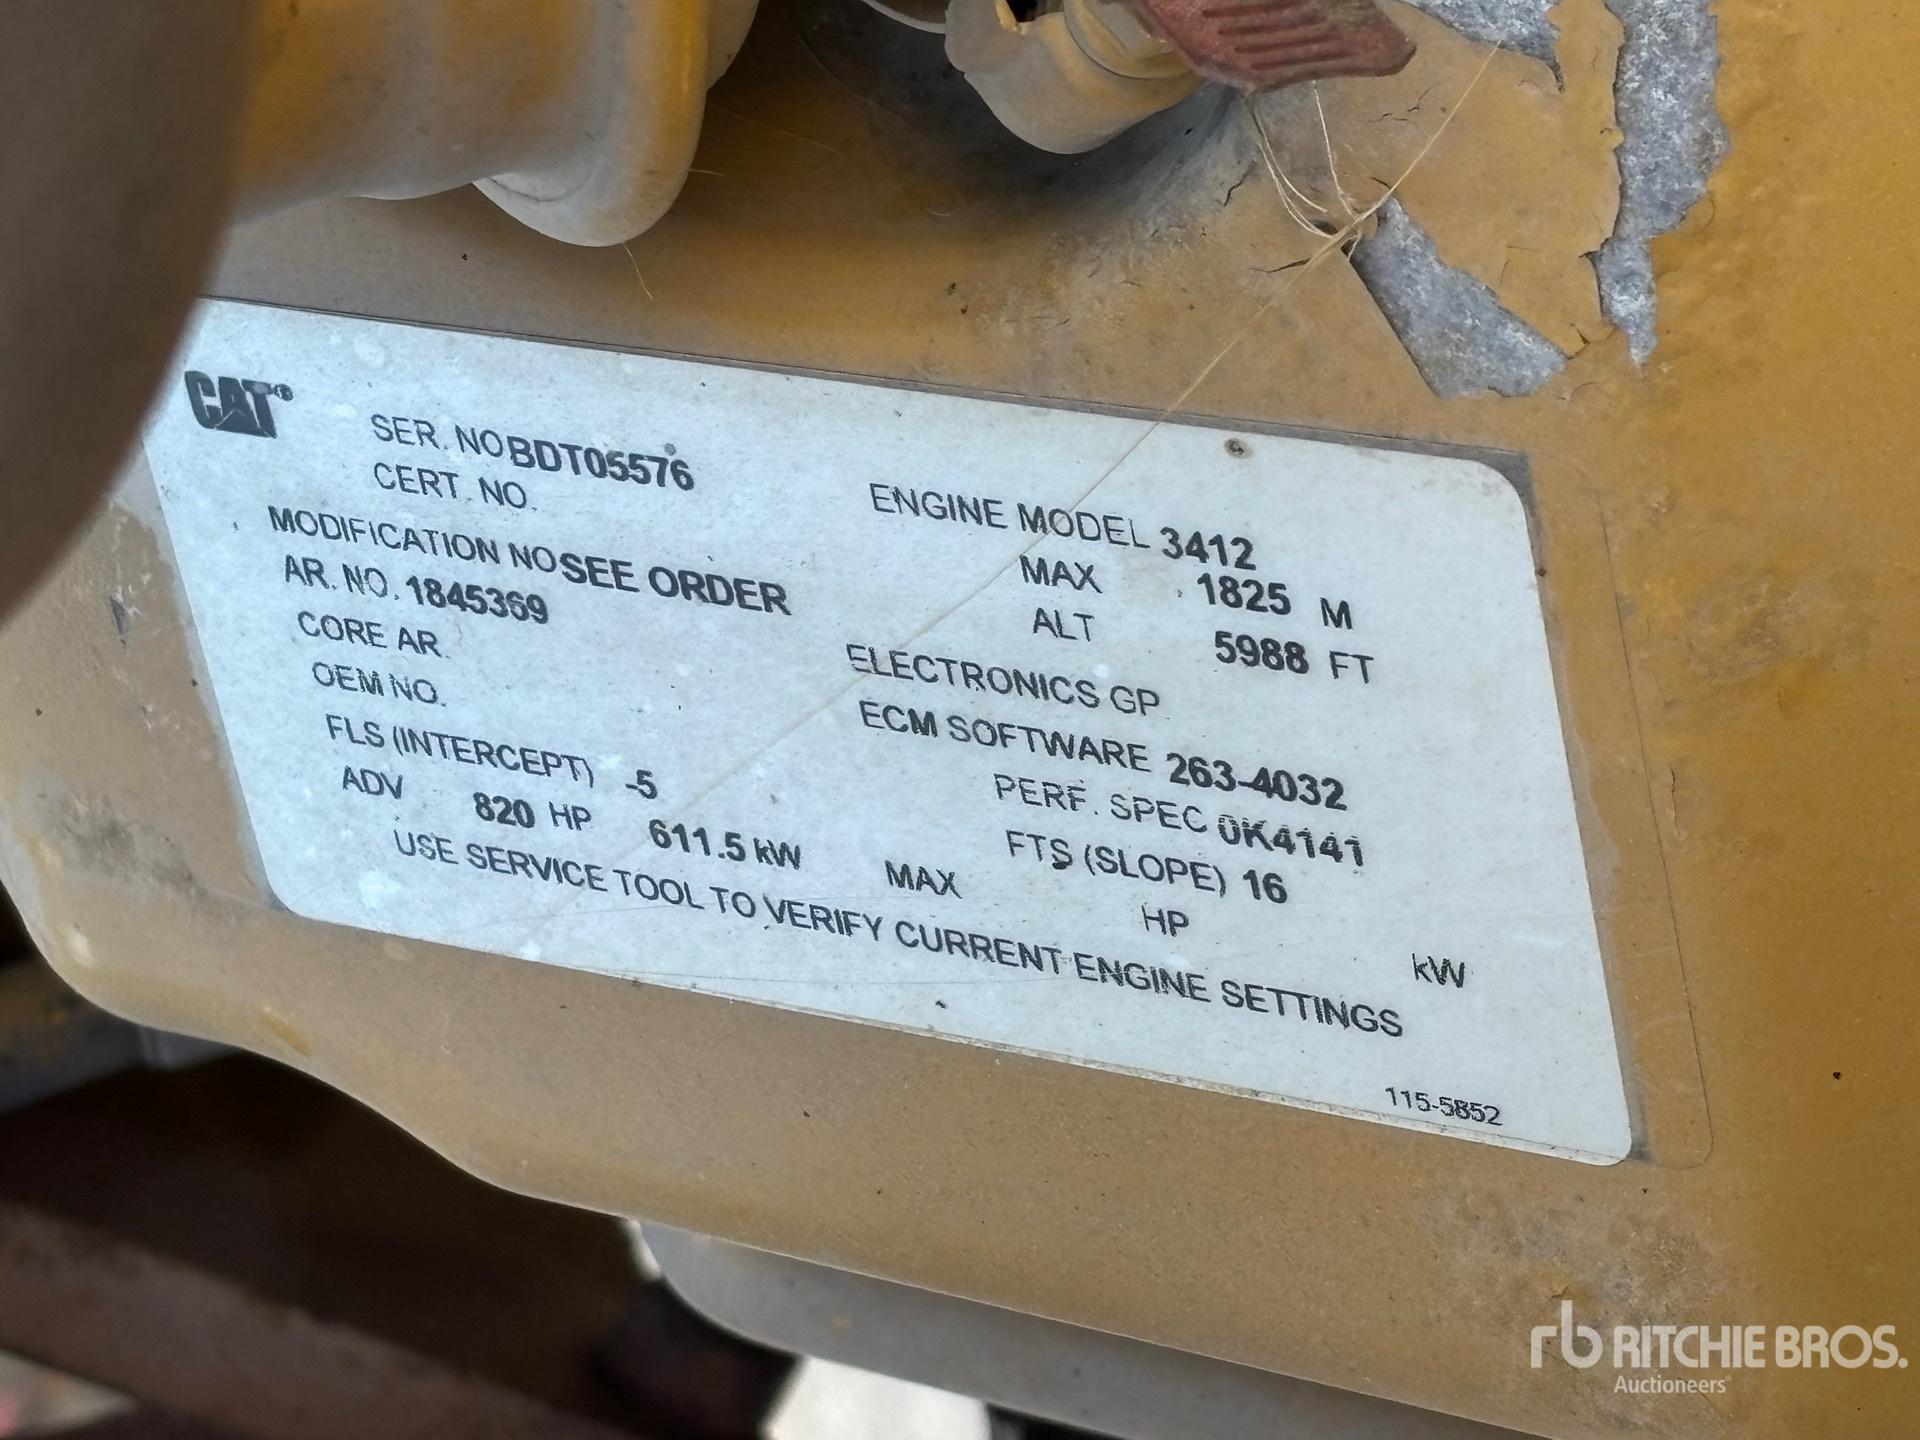 CAT®
SER. NO BDT05576
CERT. NO.
MODIFICATION NO SEE ORDER
AR. NO. 1845369
CORE AR.
OEM NO.
FLS (INTERCEPT) -5
ADV 820 HP 611.5 kW
ENGINE MODEL 3412
MAX 1825 M
ALT 5988 FT
ELECTRONICS GP
ECM SOFTWARE 263-4032
PERF. SPEC 0K4141
FTS (SLOPE) 16
MAX HP kW
USE SERVICE TOOL TO VERIFY CURRENT ENGINE SETTINGS
115-5852
rb RITCHIE BROS.
Auctioneers